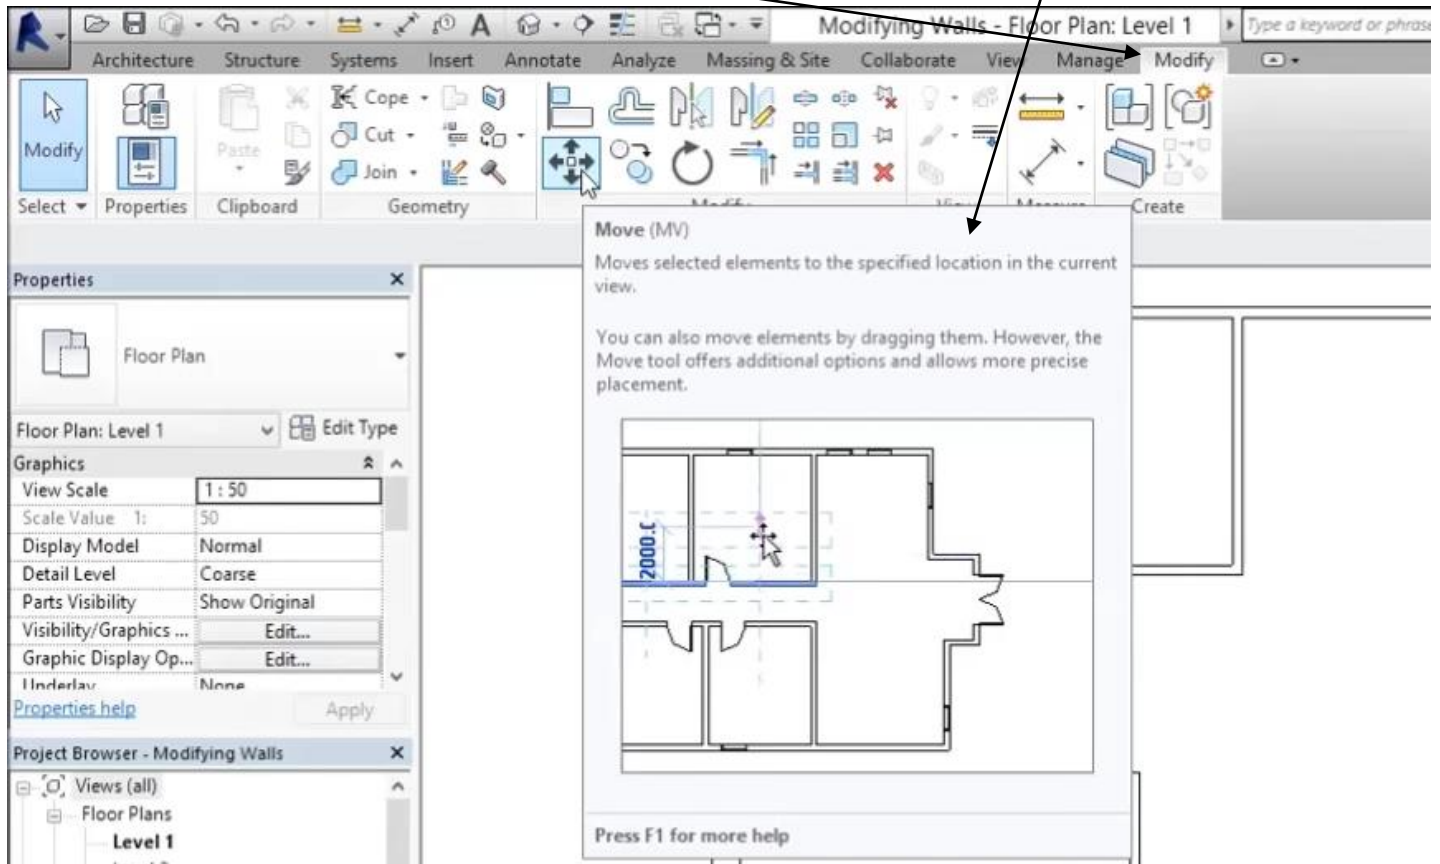 Modifying Walls - Floor Plan: Level 1
Type a keyword or phrase
Architecture Structure Systems Insert Annotate Analyze Massing & Site Collaborate View Manage Modify
Modify
Paste
Cope
Cut
Join
Select Properties Clipboard Geometry Modify Measure Create
Move (MV)
Moves selected elements to the specified location in the current
view.
You can also move elements by dragging them. However, the
Move tool offers additional options and allows more precise
placement.
2000.0
Press F1 for more help
Properties
Floor Plan
Floor Plan: Level 1 Edit Type
Graphics
View Scale 1 : 50
Scale Value 1: 50
Display Model Normal
Detail Level Coarse
Parts Visibility Show Original
Visibility/Graphics ... Edit...
Graphic Display Op... Edit...
Underlay None
Properties help Apply
Project Browser - Modifying Walls
Views (all)
Floor Plans
Level 1